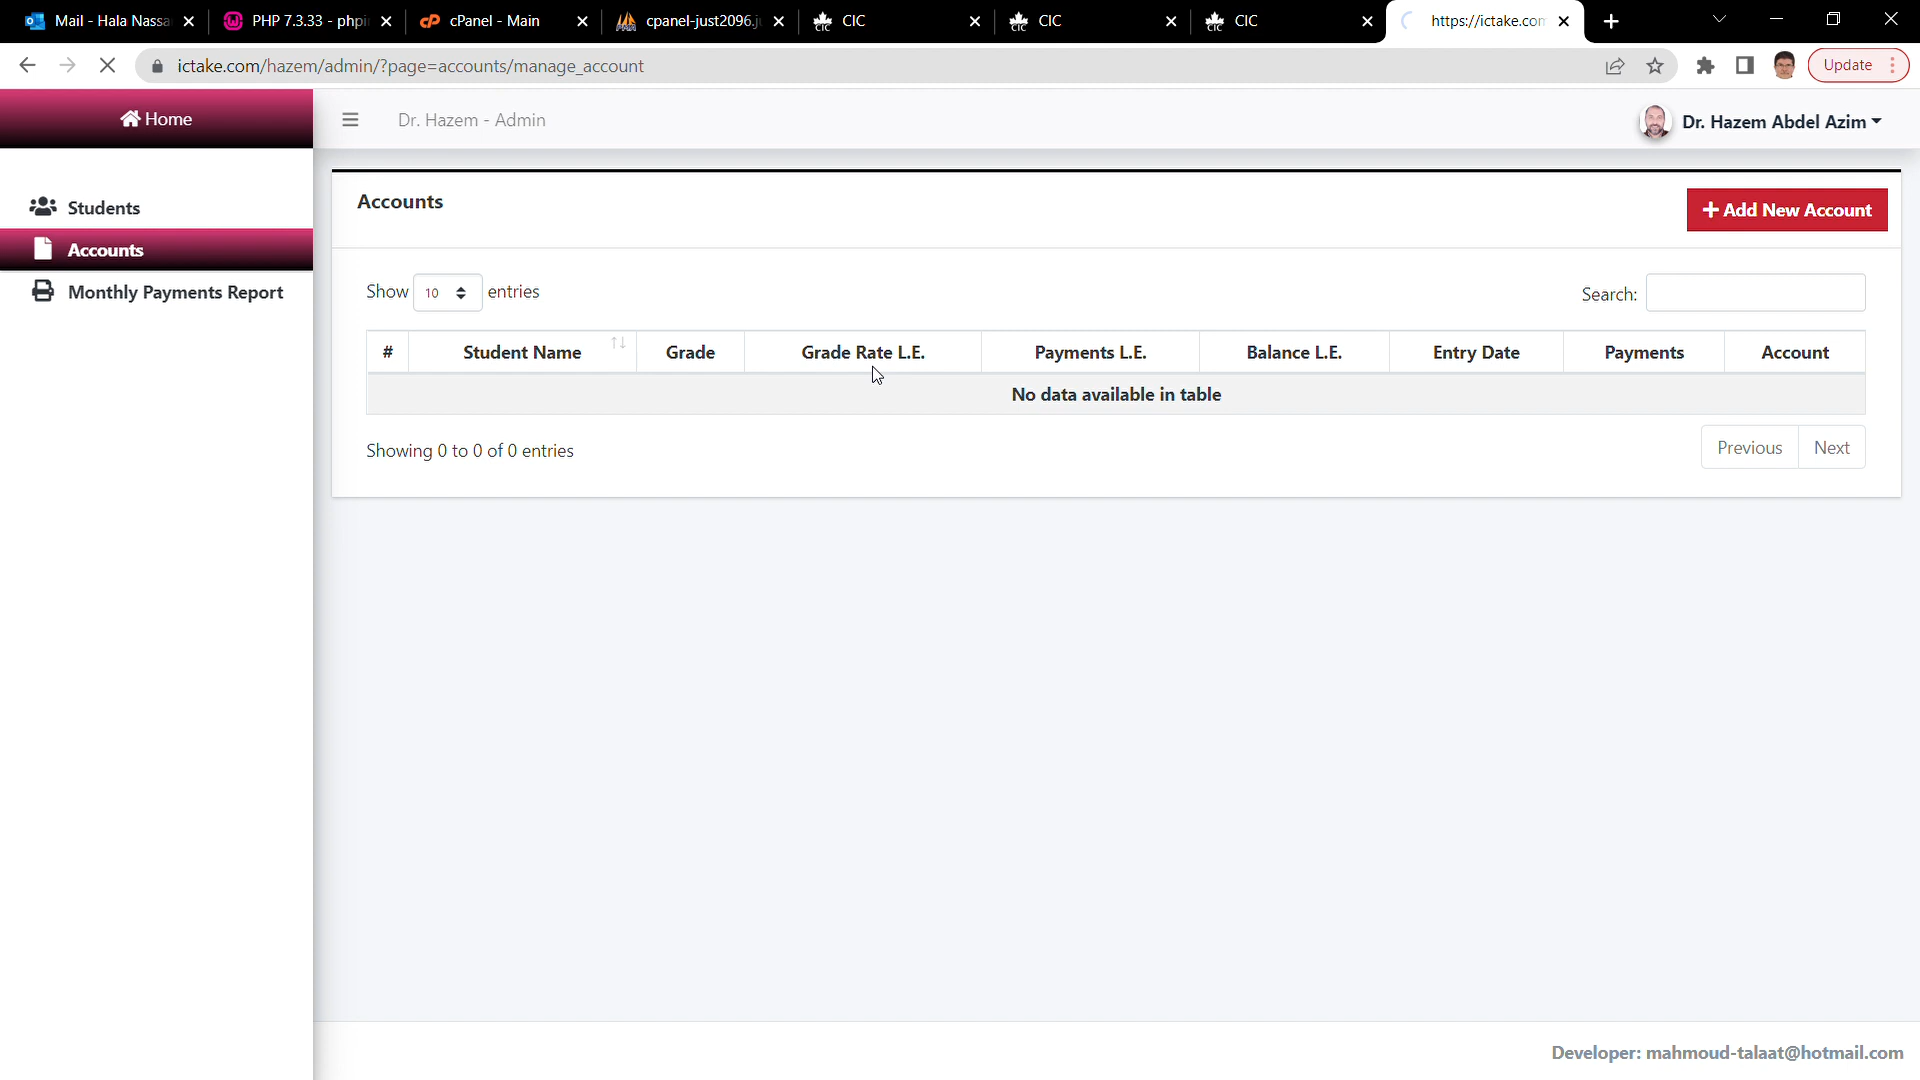 Mail - Hala Nassa
PHP 7.3.33 - phpi
cPanel - Main
cpanel-just2096.j
CIC
CIC
CIC
https://ictake.com
ictake.com/hazem/admin/?page=accounts/manage_account
Update
Home
Dr. Hazem - Admin
Dr. Hazem Abdel Azim
Students
Accounts
Monthly Payments Report
Accounts
Add New Account
Show 10 entries
Search:
# Student Name Grade Grade Rate L.E. Payments L.E. Balance L.E. Entry Date Payments Account
No data available in table
Showing 0 to 0 of 0 entries
Previous Next
Developer: mahmoud-talaat@hotmail.com